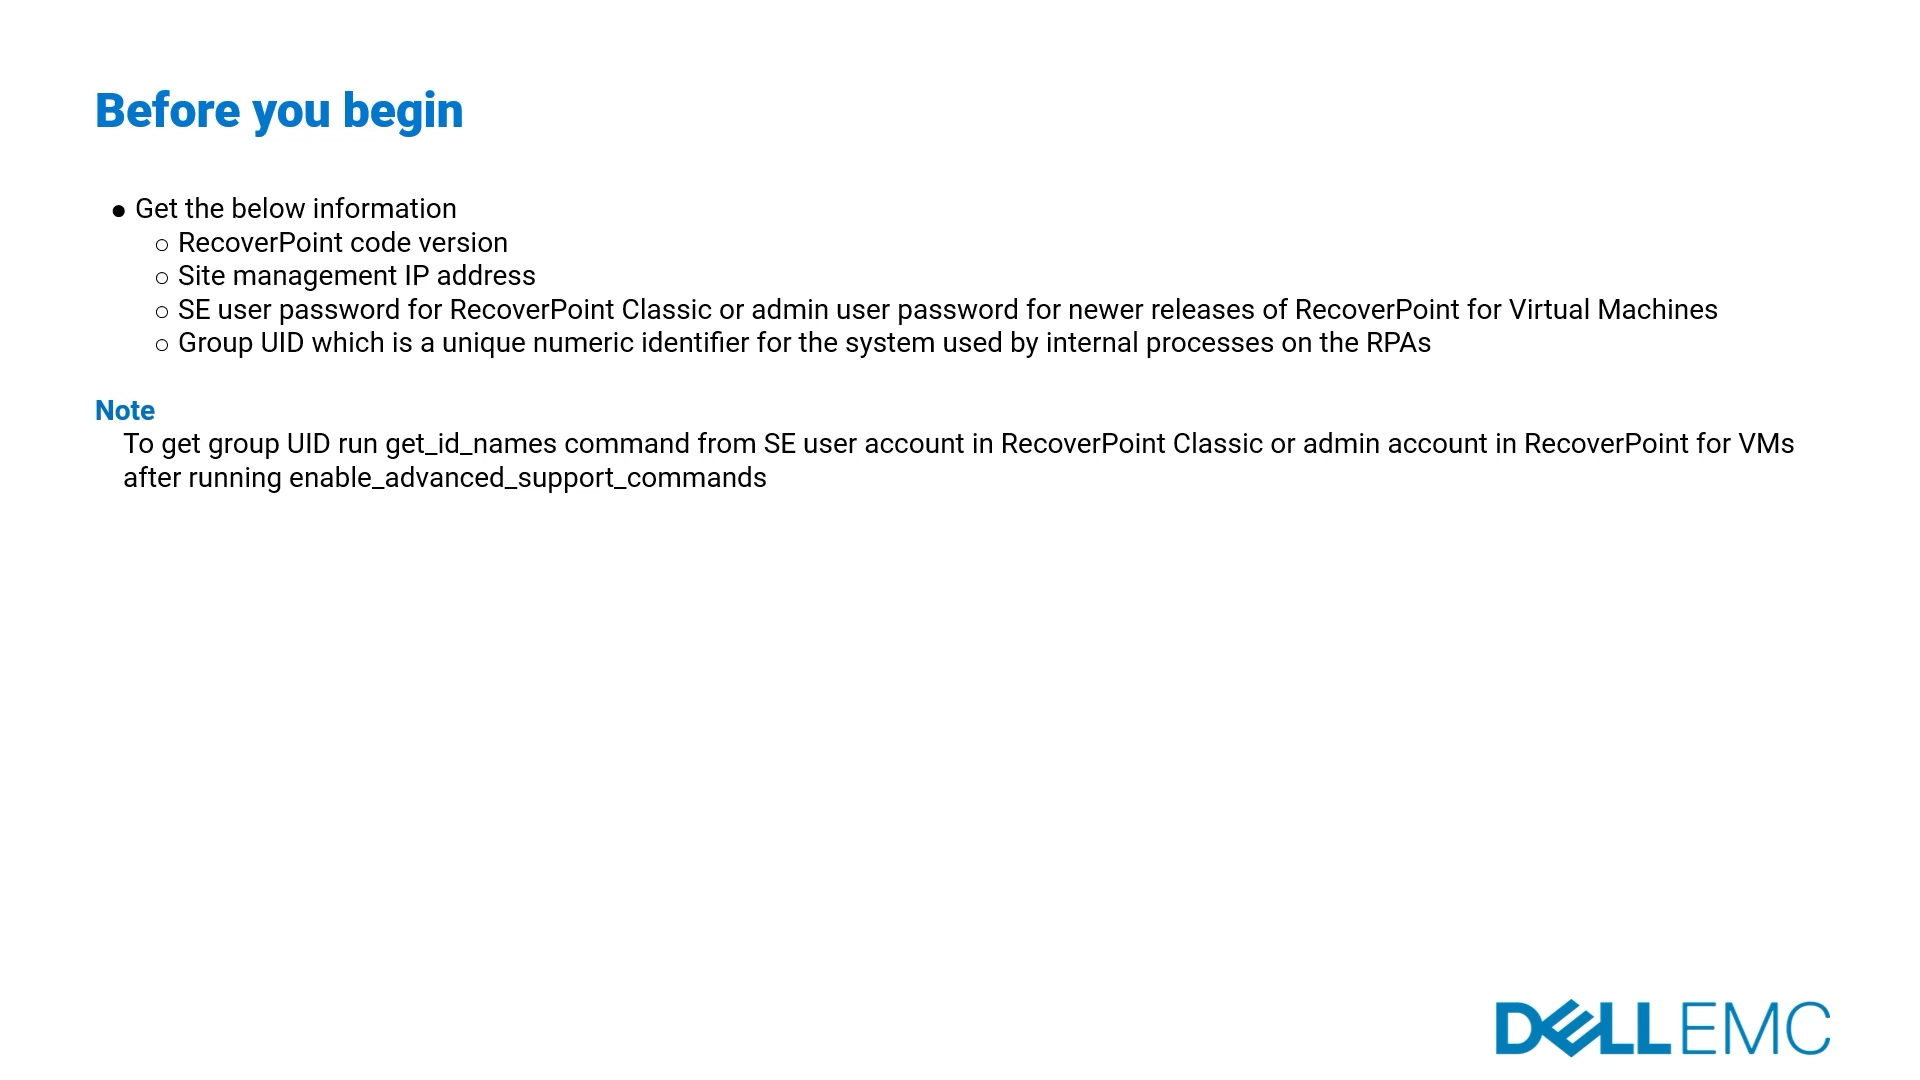 Before you begin
● Get the below information
○ RecoverPoint code version
○ Site management IP address
○ SE user password for RecoverPoint Classic or admin user password for newer releases of RecoverPoint for Virtual Machines
○ Group UID which is a unique numeric identifier for the system used by internal processes on the RPAs
Note
To get group UID run get_id_names command from SE user account in RecoverPoint Classic or admin account in RecoverPoint for VMs
after running enable_advanced_support_commands
DELLEMC